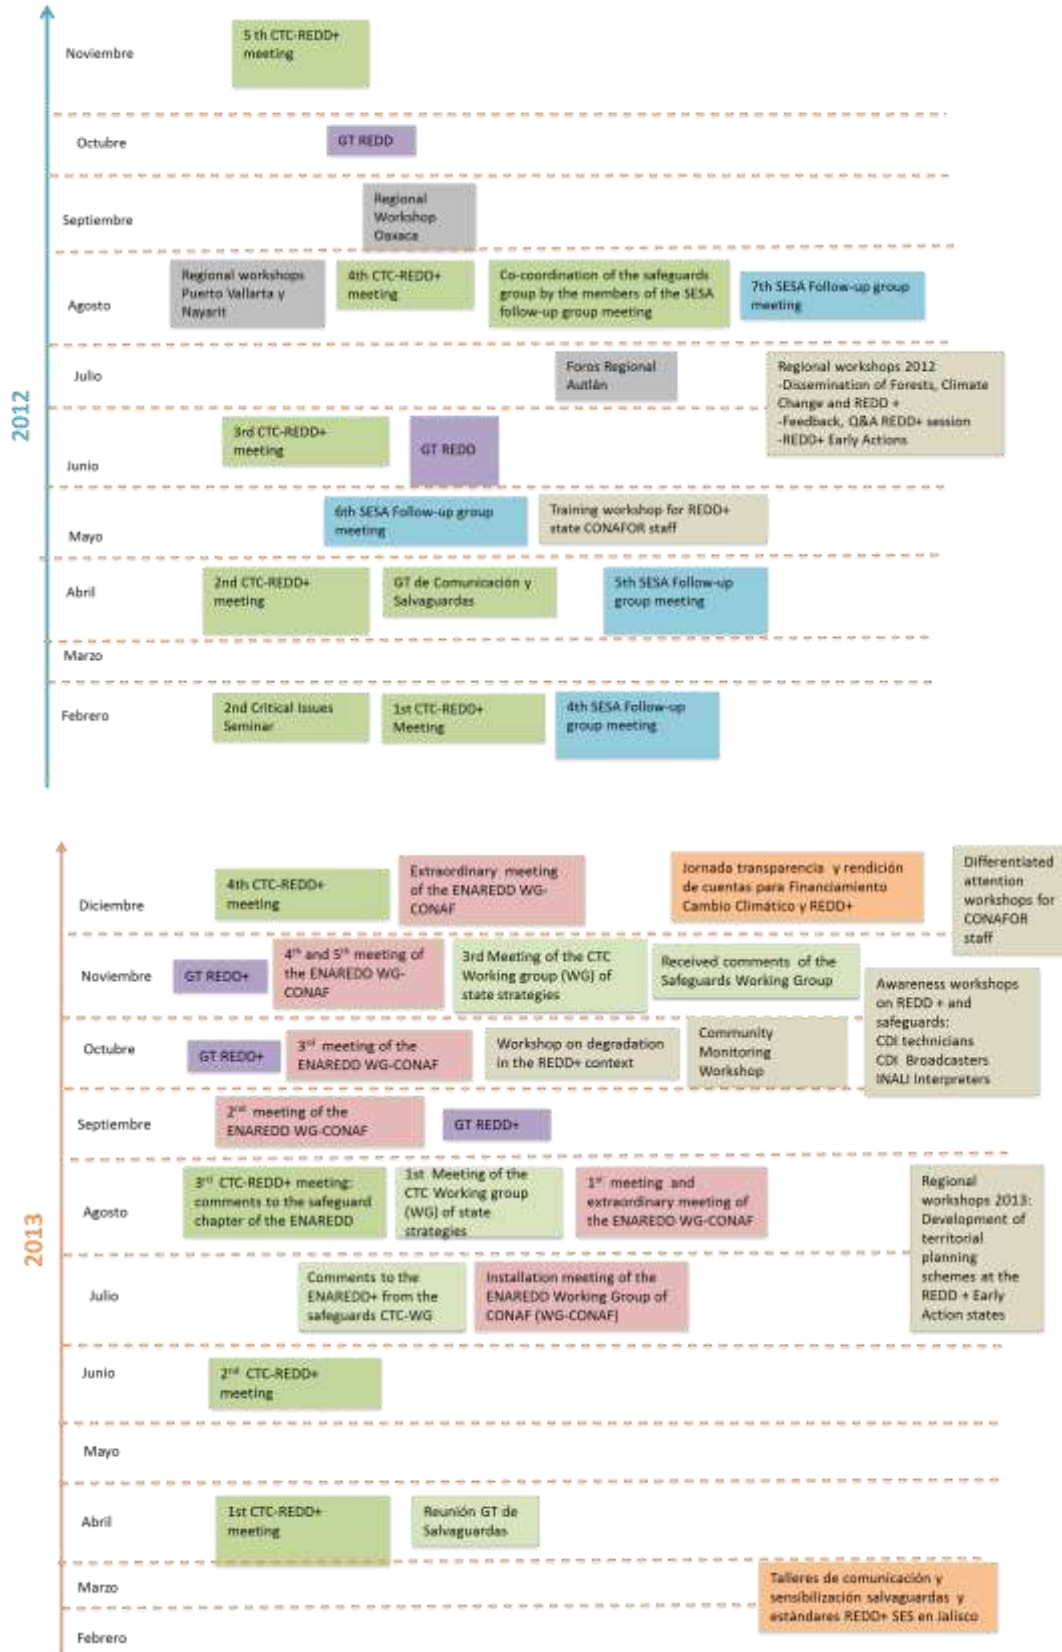 Noviembre
5 th CTC-REDD+
meeting
Octubre
GT REDD
Septiembre
Regional
Workshop
Oaxaca
Agosto
Regional workshops
Puerto Vallarta y
Nayarit
4th CTC-REDD+
meeting
Co-coordination of the safeguards
group by the members of the SESA
follow-up group meeting
7th SESA Follow-up group
meeting
Julio
Foros Regional
Autlán
Regional workshops 2012
-Dissemination of Forests, Climate
Change and REDD +
-Feedback, Q&A REDD+ session
-REDD+ Early Actions
2012
Junio
3rd CTC-REDD+
meeting
GT REDD
Mayo
6th SESA Follow-up group
meeting
Training workshop for REDD+
state CONAFOR staff
Abril
2nd CTC-REDD+
meeting
GT de Comunicación y
Salvaguardas
5th SESA Follow-up
group meeting
Marzo
Febrero
2nd Critical Issues
Seminar
1st CTC-REDD+
Meeting
4th SESA Follow-up
group meeting
Diciembre
4th CTC-REDD+
meeting
Extraordinary meeting
of the ENAREDD WG-
CONAF
Jornada transparencia y rendición
de cuentas para Financiamiento
Cambio Climático y REDD+
Differentiated
attention
workshops for
CONAFOR
staff
Noviembre
GT REDD+
4th and 5th meeting of
the ENAREDO WG-
CONAF
3rd Meeting of the CTC
Working group (WG) of
state strategies
Received comments of the
Safeguards Working Group
Awareness workshops
on REDD + and
safeguards:
CDI technicians
CDI Broadcasters
INALI Interpreters
Octubre
GT REDD+
3rd meeting of the
ENAREDD WG-CONAF
Workshop on degradation
in the REDD+ context
Community
Monitoring
Workshop
Septiembre
2nd meeting of the
ENAREDD WG-CONAF
GT REDD+
Agosto
3rd CTC-REDD+ meeting:
comments to the safeguard
chapter of the ENAREDD
1st Meeting of the
CTC Working group
(WG) of state
strategies
1st meeting and
extraordinary meeting of
the ENAREDD WG-CONAF
Regional
workshops 2013:
Development of
territorial
planning
schemes at the
REDD + Early
Action states
2013
Julio
Comments to the
ENAREDD+ from the
safeguards CTC-WG
Installation meeting of the
ENAREDD Working Group of
CONAF (WG-CONAF)
Junio
2nd CTC-REDD+
meeting
Mayo
Abril
1st CTC-REDD+
meeting
Reunión GT de
Salvaguardas
Marzo
Talleres de comunicación y
sensibilización salvaguardas y
estándares REDD+ SES en Jalisco
Febrero